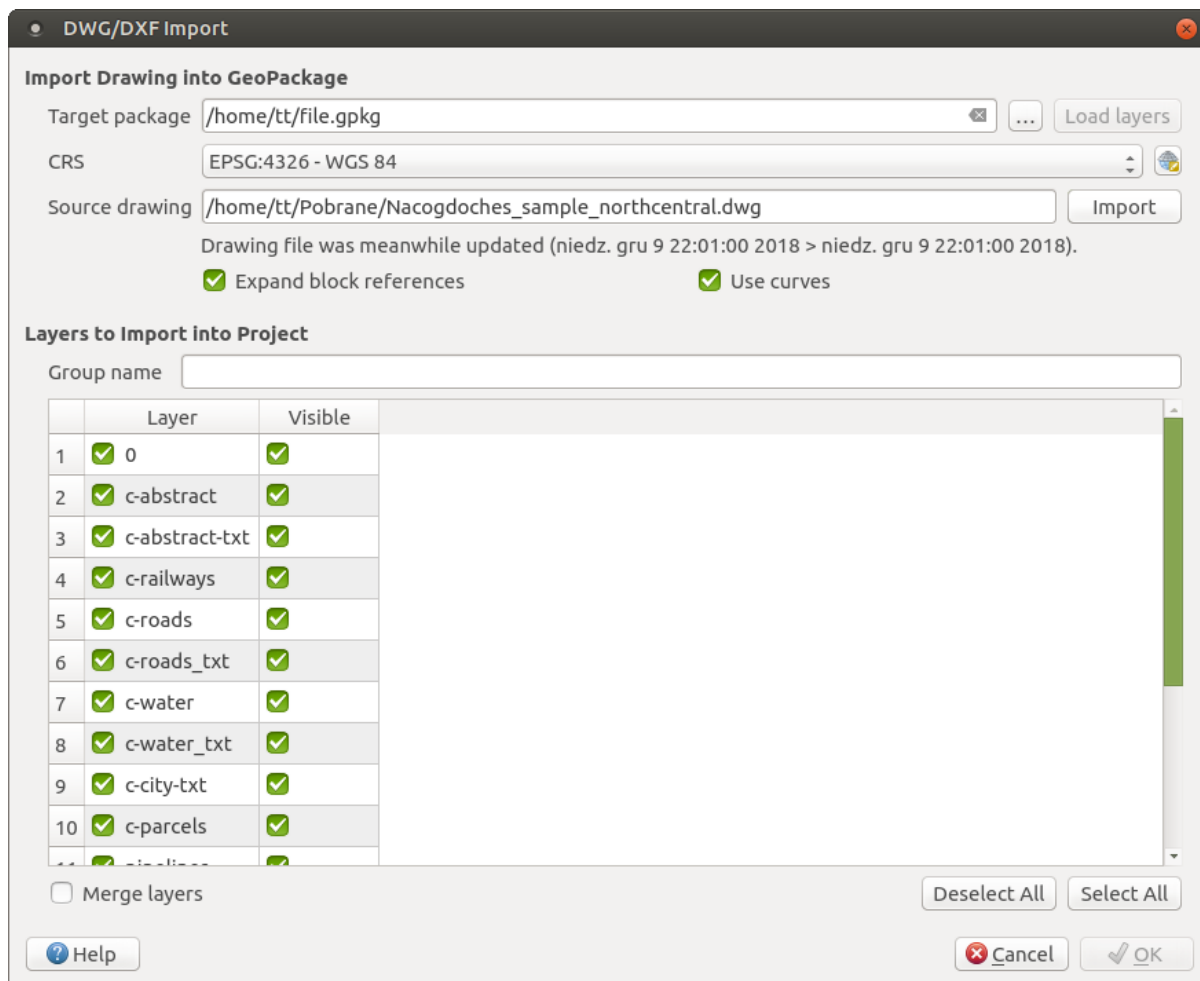 DWG/DXF Import
Import Drawing into GeoPackage
Target package /home/tt/file.gpkg ... Load layers
CRS EPSG:4326 - WGS 84
Source drawing /home/tt/Pobrane/Nacogdoches_sample_northcentral.dwg Import
Drawing file was meanwhile updated (niedz. gru 9 22:01:00 2018 > niedz. gru 9 22:01:00 2018).
Expand block references Use curves
Layers to Import into Project
Group name
Layer Visible
1 0
2 c-abstract
3 c-abstract-txt
4 c-railways
5 c-roads
6 c-roads_txt
7 c-water
8 c-water_txt
9 c-city-txt
10 c-parcels
Merge layers Deselect All Select All
Help Cancel OK